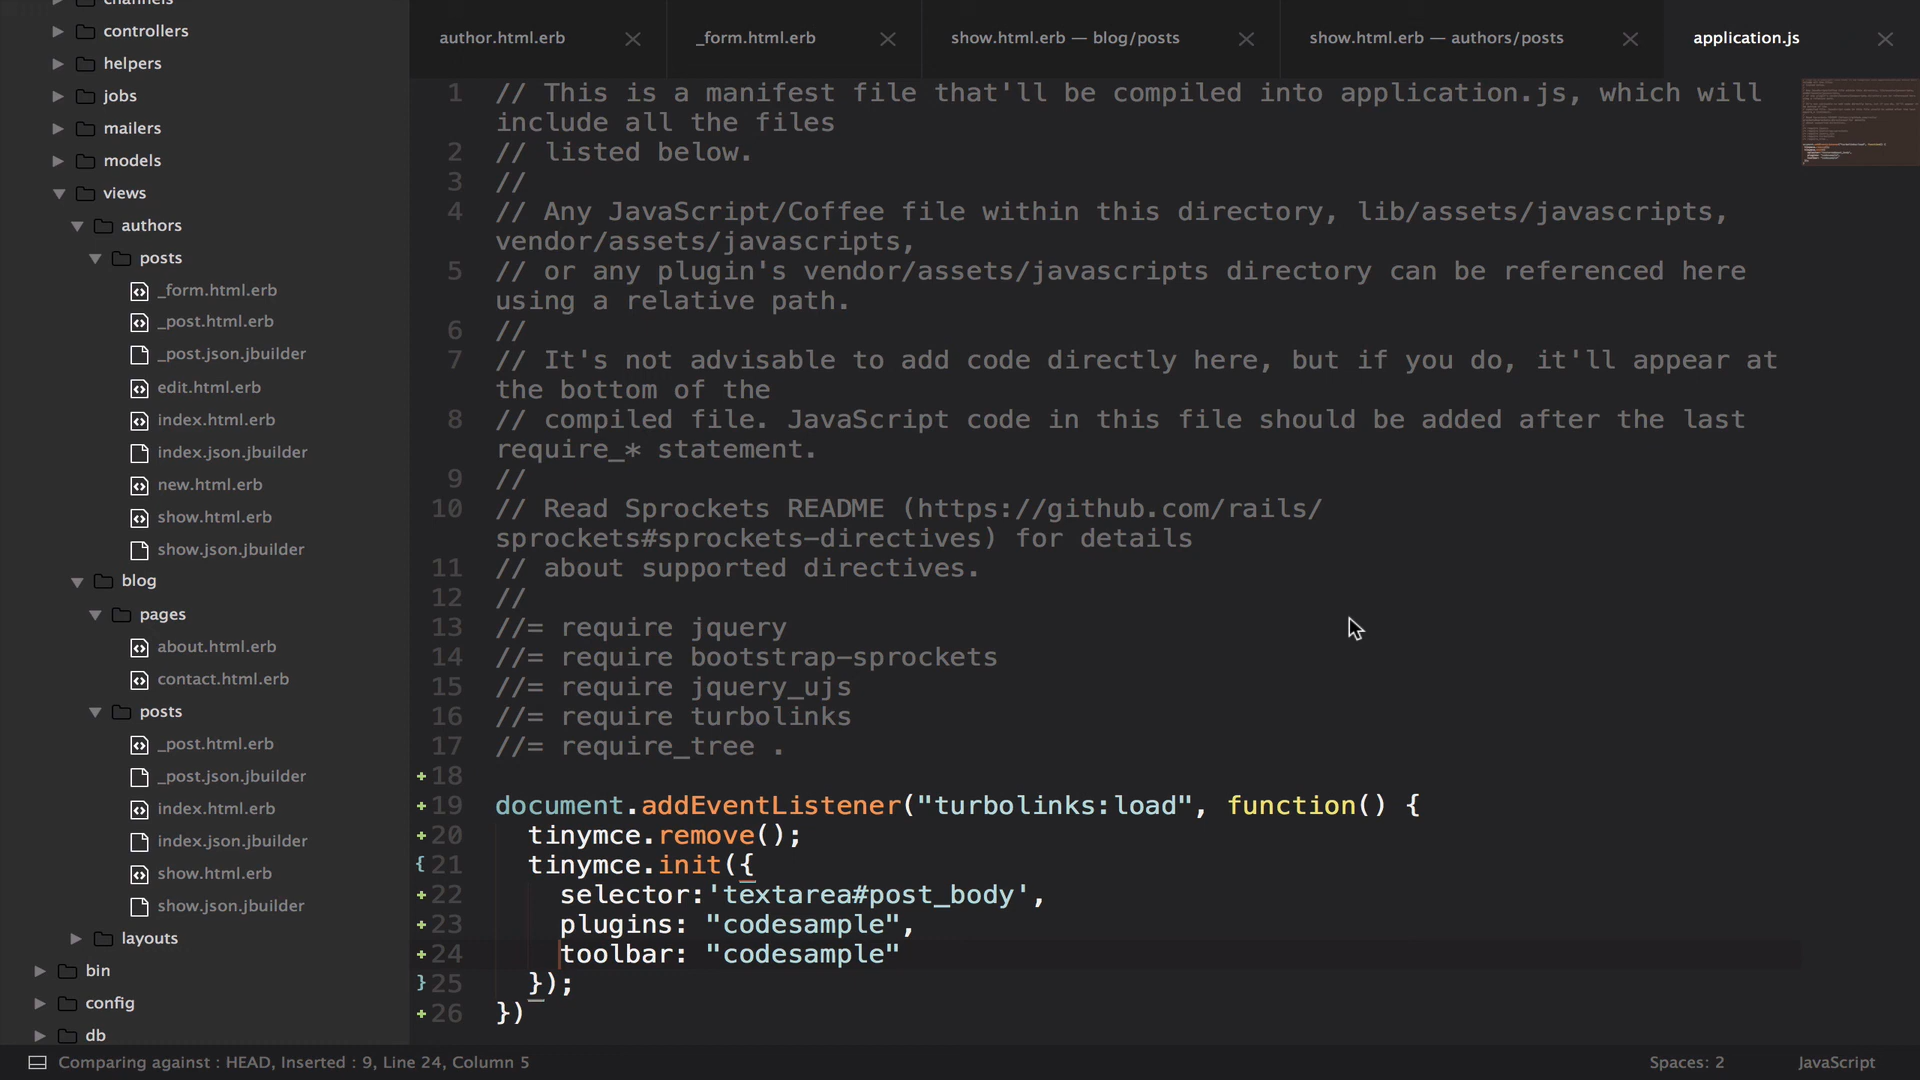 channels
controllers
helpers
jobs
mailers
models
views
authors
posts
_form.html.erb
_post.html.erb
_post.json.jbuilder
edit.html.erb
index.html.erb
index.json.jbuilder
new.html.erb
show.html.erb
show.json.jbuilder
blog
pages
about.html.erb
contact.html.erb
posts
_post.html.erb
_post.json.jbuilder
index.html.erb
index.json.jbuilder
show.html.erb
show.json.jbuilder
layouts
bin
config
db
author.html.erb
_form.html.erb
show.html.erb — blog/posts
show.html.erb — authors/posts
application.js
1 // This is a manifest file that'll be compiled into application.js, which will
include all the files
2 // listed below.
3 //
4 // Any JavaScript/Coffee file within this directory, lib/assets/javascripts,
vendor/assets/javascripts,
5 // or any plugin's vendor/assets/javascripts directory can be referenced here
using a relative path.
6 //
7 // It's not advisable to add code directly here, but if you do, it'll appear at
the bottom of the
8 // compiled file. JavaScript code in this file should be added after the last
require_* statement.
9 //
10 // Read Sprockets README (https://github.com/rails/
sprockets#sprockets-directives) for details
11 // about supported directives.
12 //
13 //= require jquery
14 //= require bootstrap-sprockets
15 //= require jquery_ujs
16 //= require turbolinks
17 //= require_tree .
18
19 document.addEventListener("turbolinks:load", function() {
20 tinymce.remove();
21 tinymce.init({
22 selector:'textarea#post_body',
23 plugins: "codesample",
24 toolbar: "codesample"
25 });
26 })
Comparing against : HEAD, Inserted : 9, Line 24, Column 5
Spaces: 2
JavaScript